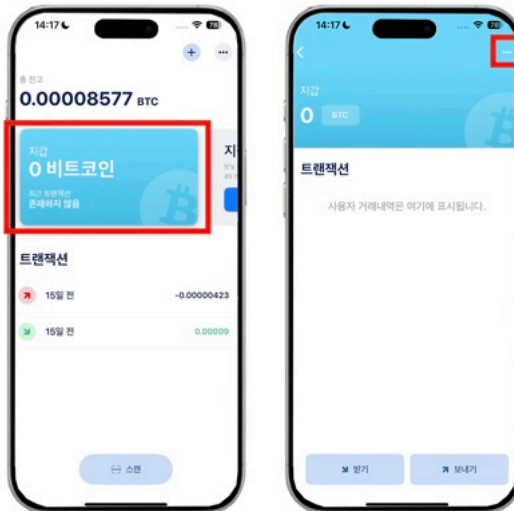 14:17
78
총 잔고
0.00008577 BTC
지갑
0 비트코인
최근 트랜잭션
존재하지 않음
트랜잭션
15일 전
-0.00000423
15일 전
0.00009
스캔
14:17
78
지갑
0 BTC
트랜잭션
사용자 거래내역은 여기에 표시됩니다.
받기
보내기